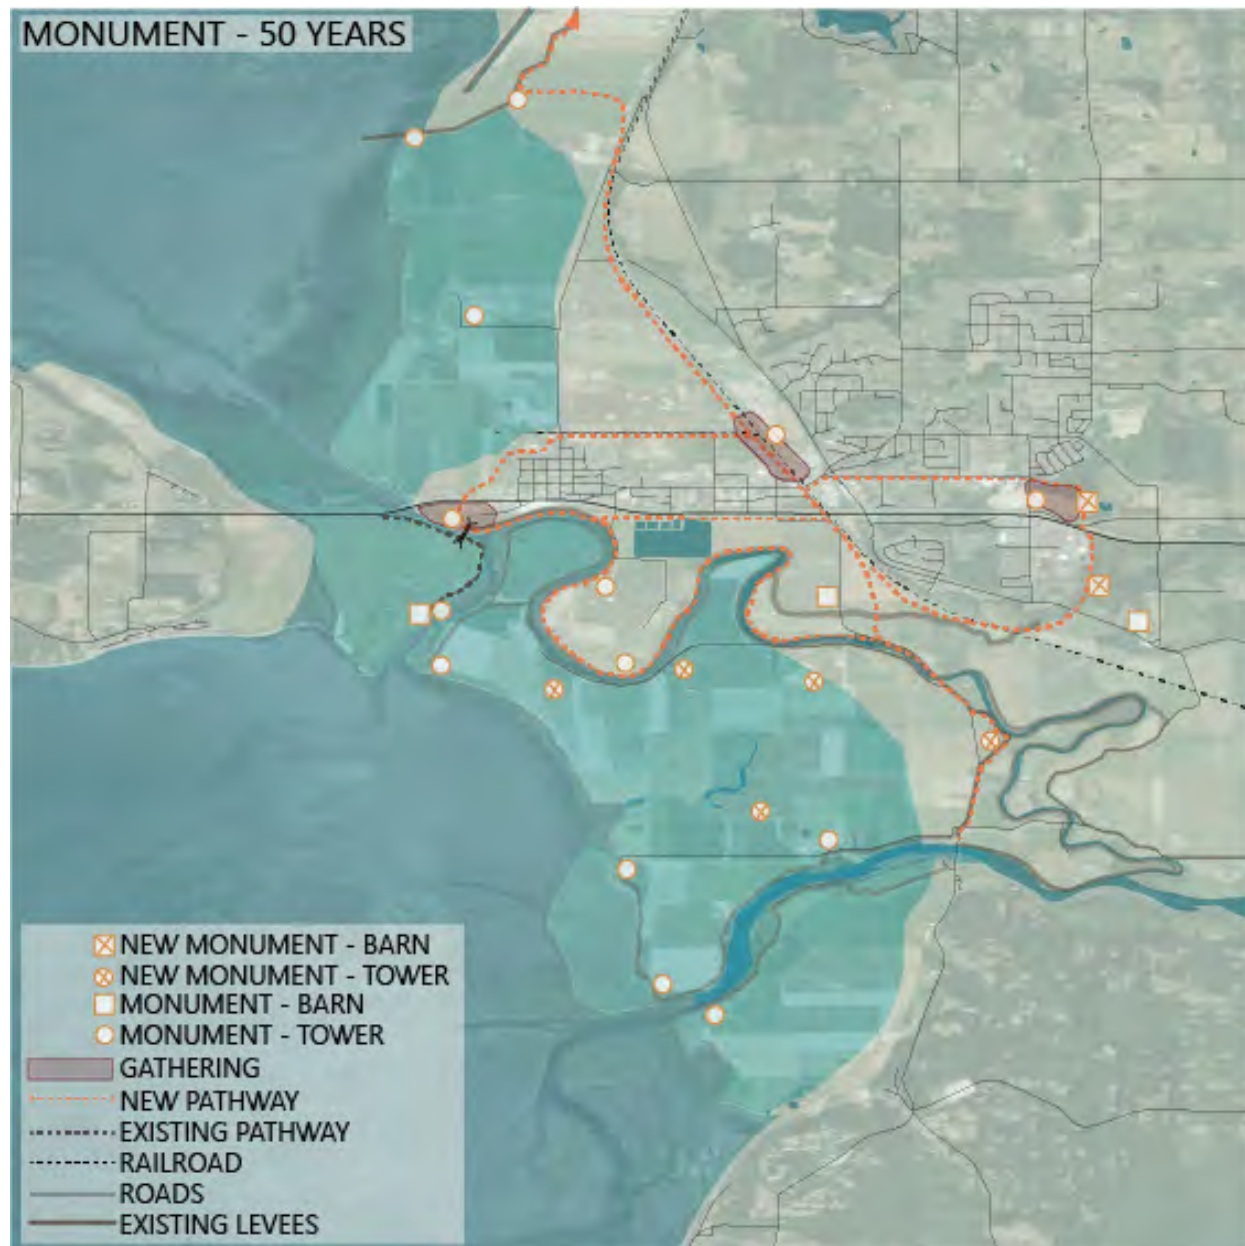 MONUMENT - 50 YEARS
NEW MONUMENT - BARN
NEW MONUMENT - TOWER
MONUMENT - BARN
MONUMENT - TOWER
GATHERING
NEW PATHWAY
EXISTING PATHWAY
RAILROAD
ROADS
EXISTING LEVEES